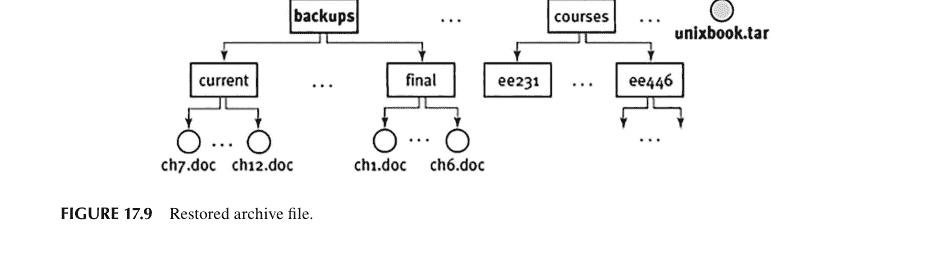 backups ... courses ... unixbook.tar
current ... final ee231 ... ee446
... ... ...
ch7.doc ch12.doc ch1.doc ch6.doc
FIGURE 17.9 Restored archive file.